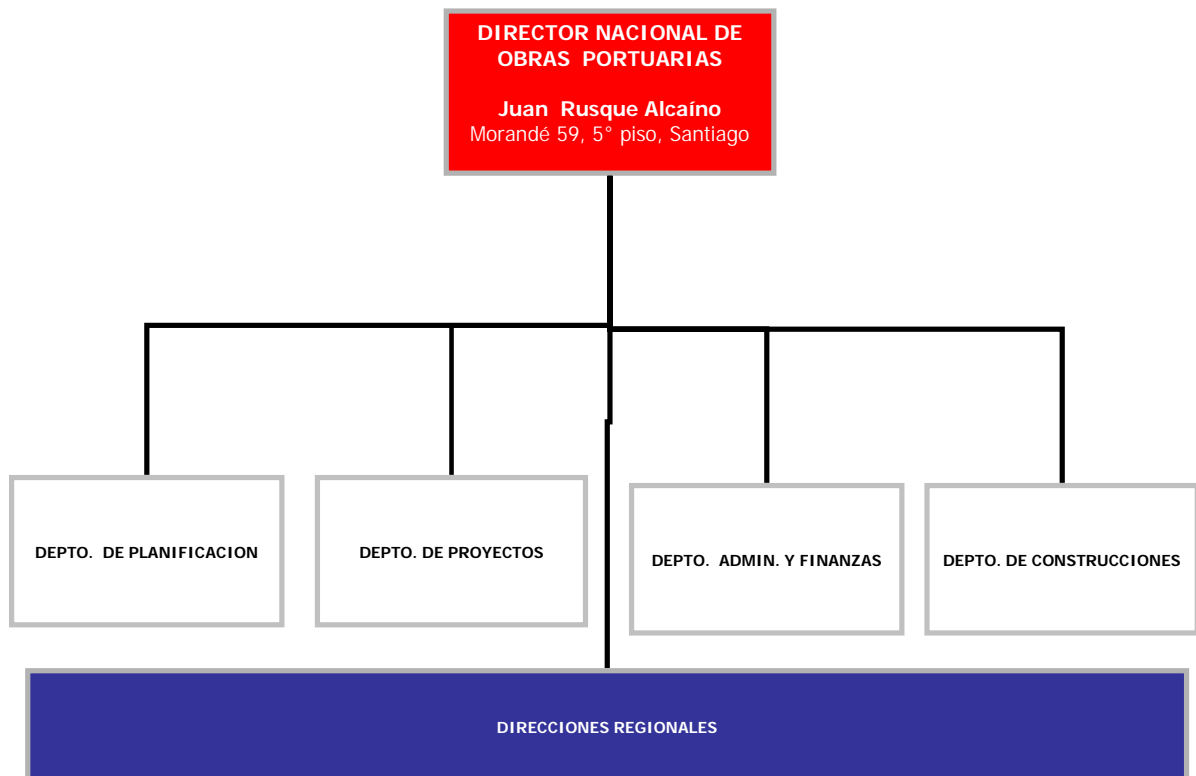 DIRECTOR NACIONAL DE
OBRAS PORTUARIAS
Juan Rusque Alcaíno
Morandé 59, 5° piso, Santiago
DEPTO. DE PLANIFICACION
DEPTO. DE PROYECTOS
DEPTO. ADMIN. Y FINANZAS
DEPTO. DE CONSTRUCCIONES
DIRECCIONES REGIONALES